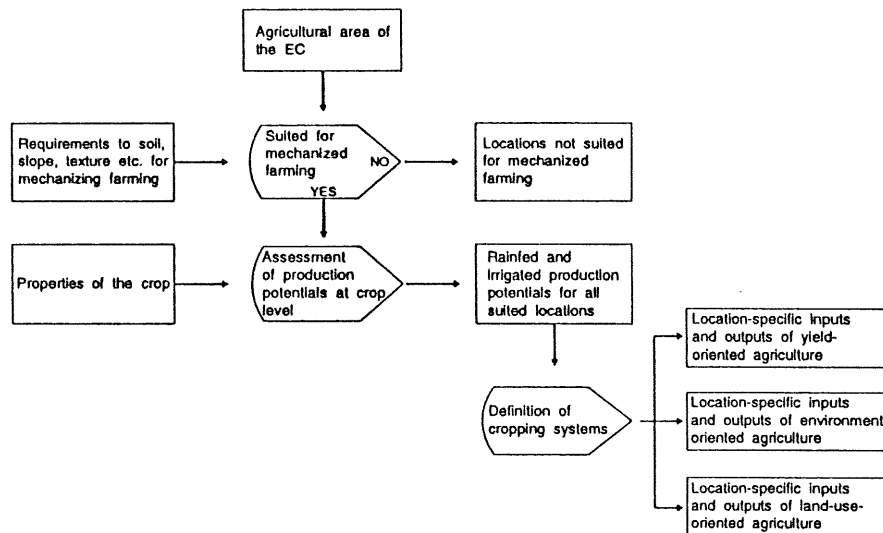 Agricultural area of
the EC
Requirements to soil,
slope, texture etc. for
mechanizing farming
Suited for
mechanized
farming
NO
YES
Locations not suited
for mechanized
farming
Properties of the crop
Assessment
of production
potentials at crop
level
Rainfed and
Irrigated production
potentials for all
suited locations
Definition of
cropping systems
Location-specific inputs
and outputs of yield-
oriented agriculture
Location-specific inputs
and outputs of environment
oriented agriculture
Location-specific inputs
and outputs of land-use-
oriented agriculture